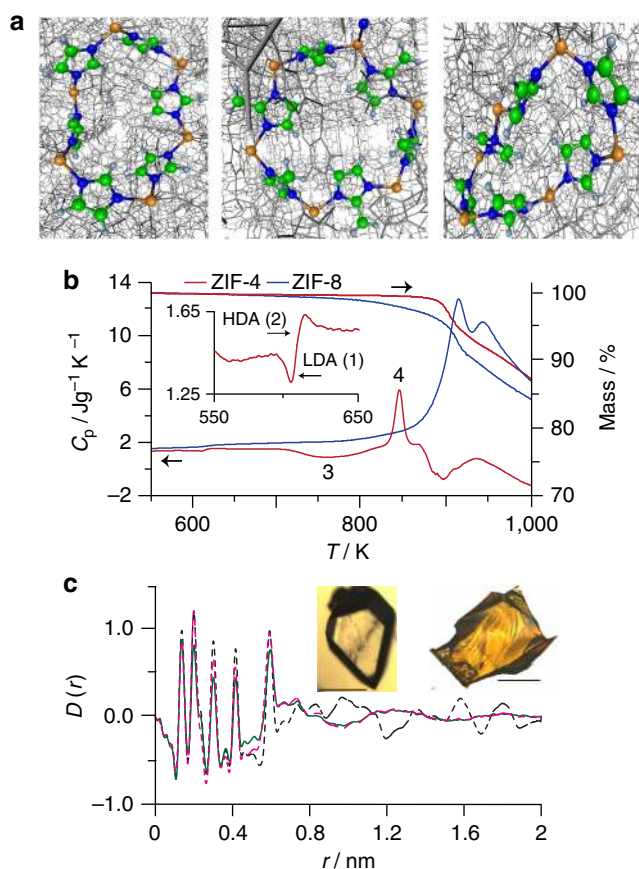 a
b
ZIF-4 ZIF-8
14
10
6
2
−2
Cp / Jg−1 K−1
1.65
HDA (2)
LDA (1)
1.25
550 650
3
4
100
90
80
70
Mass / %
600 800 1,000
T / K
c
1.0
0.0
−1.0
D (r)
0 0.4 0.8 1.2 1.6 2
r / nm